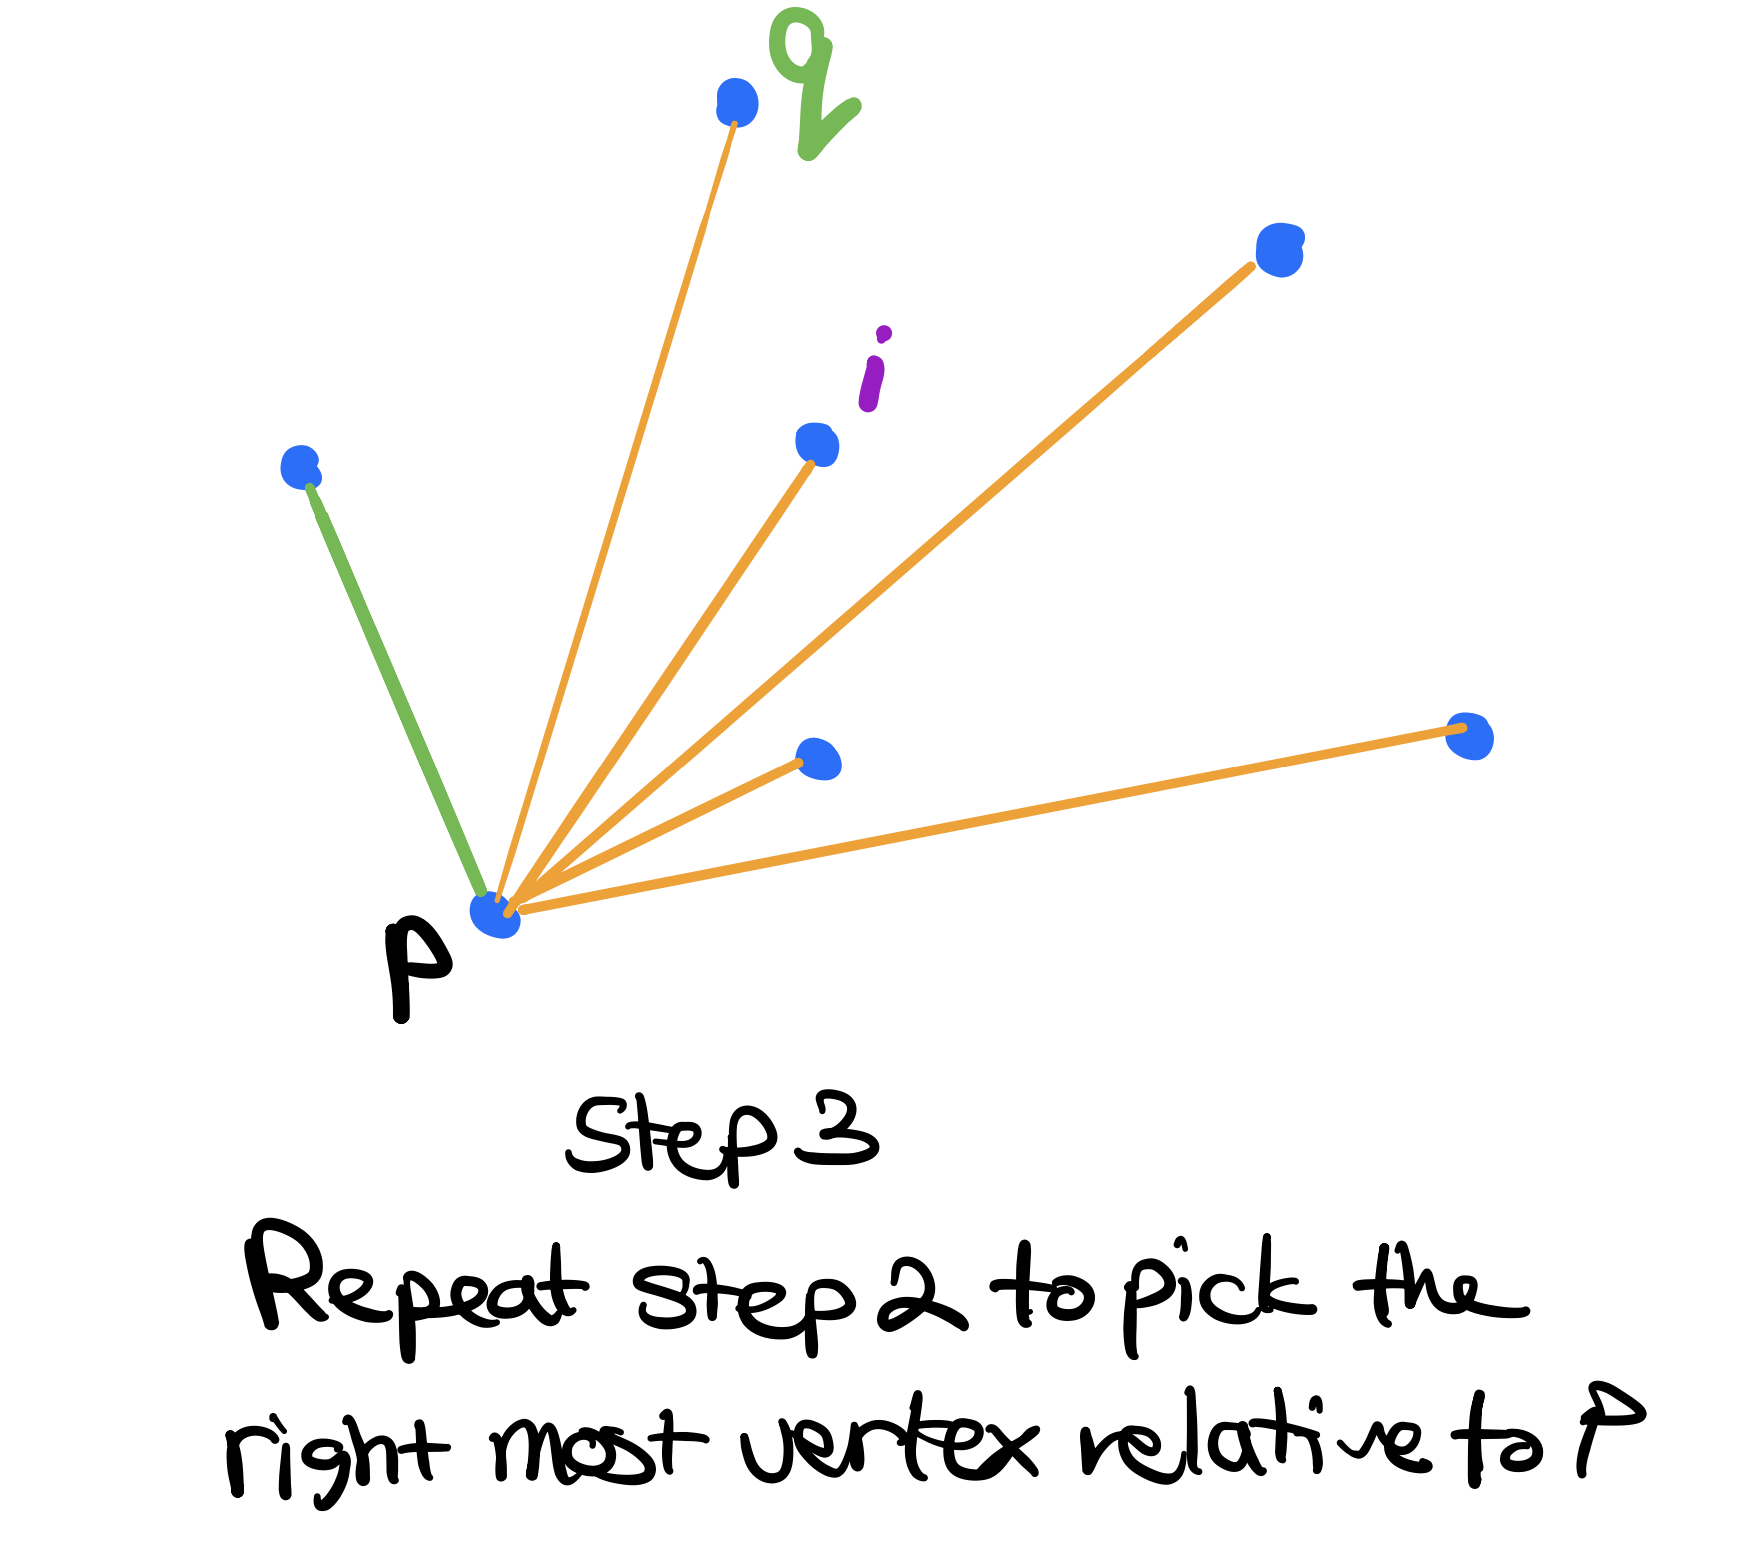 q
i
P
Step 3
Repeat step 2 to pick the
right most vertex relative to P